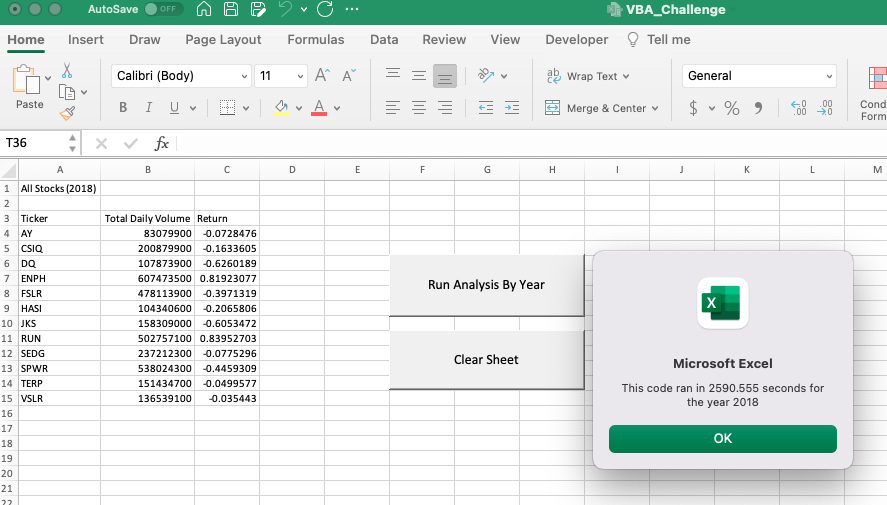 AutoSave OFF VBA_Challenge
Home Insert Draw Page Layout Formulas Data Review View Developer Tell me
Paste Calibri (Body) 11 A A ab Wrap Text General
B I U A Merge & Center $ % Cond
Form
T36 fx
A B C D E F G H I J K L M
1 All Stocks (2018)
2
3 Ticker Total Daily Volume Return
4 AY 83079900 -0.0728476
5 CSIQ 200879900 -0.1633605
6 DQ 107873900 -0.6260189
7 ENPH 607473500 0.81923077
8 FSLR 478113900 -0.3971319
9 HASI 104340600 -0.2065806
10 JKS 158309000 -0.6053472
11 RUN 502757100 0.83952703
12 SEDG 237212300 -0.0775296
13 SPWR 538024300 -0.4459309
14 TERP 151434700 -0.0499577
15 VSLR 136539100 -0.035443
16
17
18
19
20
21
22
Run Analysis By Year
Clear Sheet
Microsoft Excel
This code ran in 2590.555 seconds for
the year 2018
OK